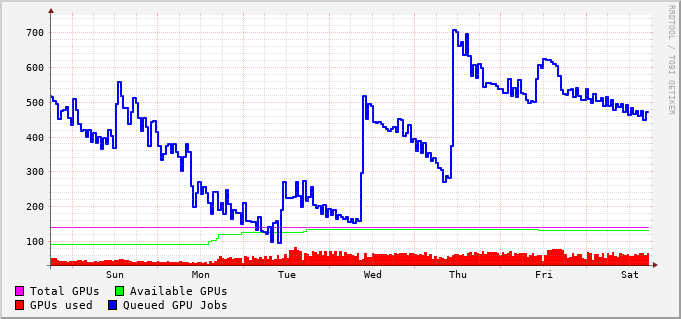 700
600
500
400
300
200
100
Sun Mon Tue Wed Thu Fri Sat
Total GPUs Available GPUs
GPUs used Queued GPU Jobs
RRDTOOL / TOBI OETIKER